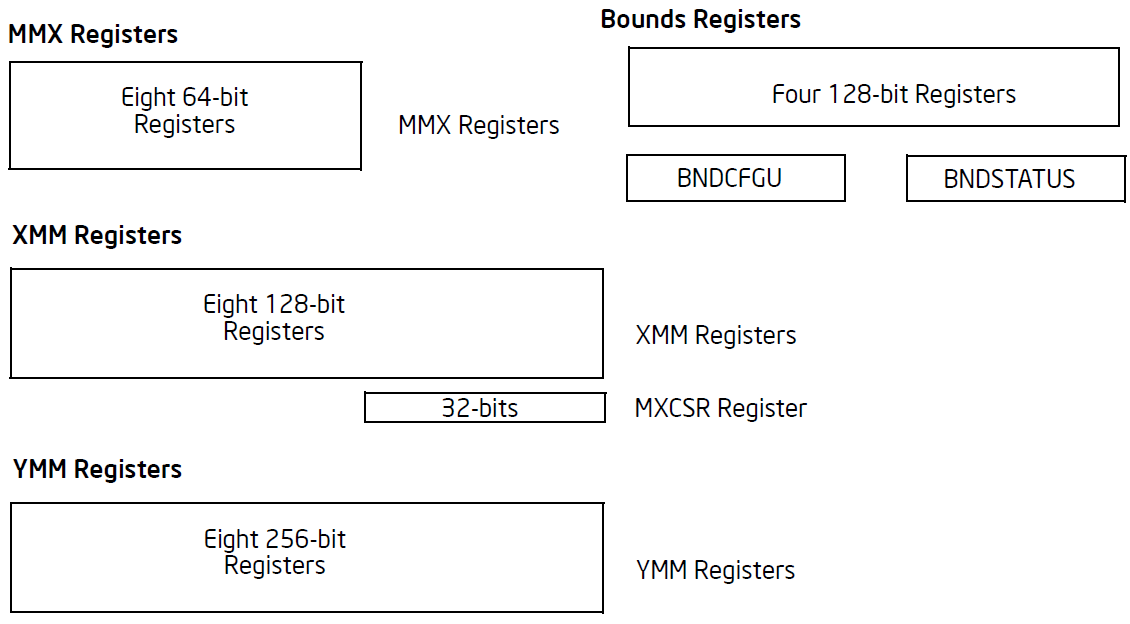 MMX Registers
Eight 64-bit
Registers
MMX Registers
Bounds Registers
Four 128-bit Registers
BNDCFGU
BNDSTATUS
XMM Registers
Eight 128-bit
Registers
XMM Registers
32-bits
MXCSR Register
YMM Registers
Eight 256-bit
Registers
YMM Registers